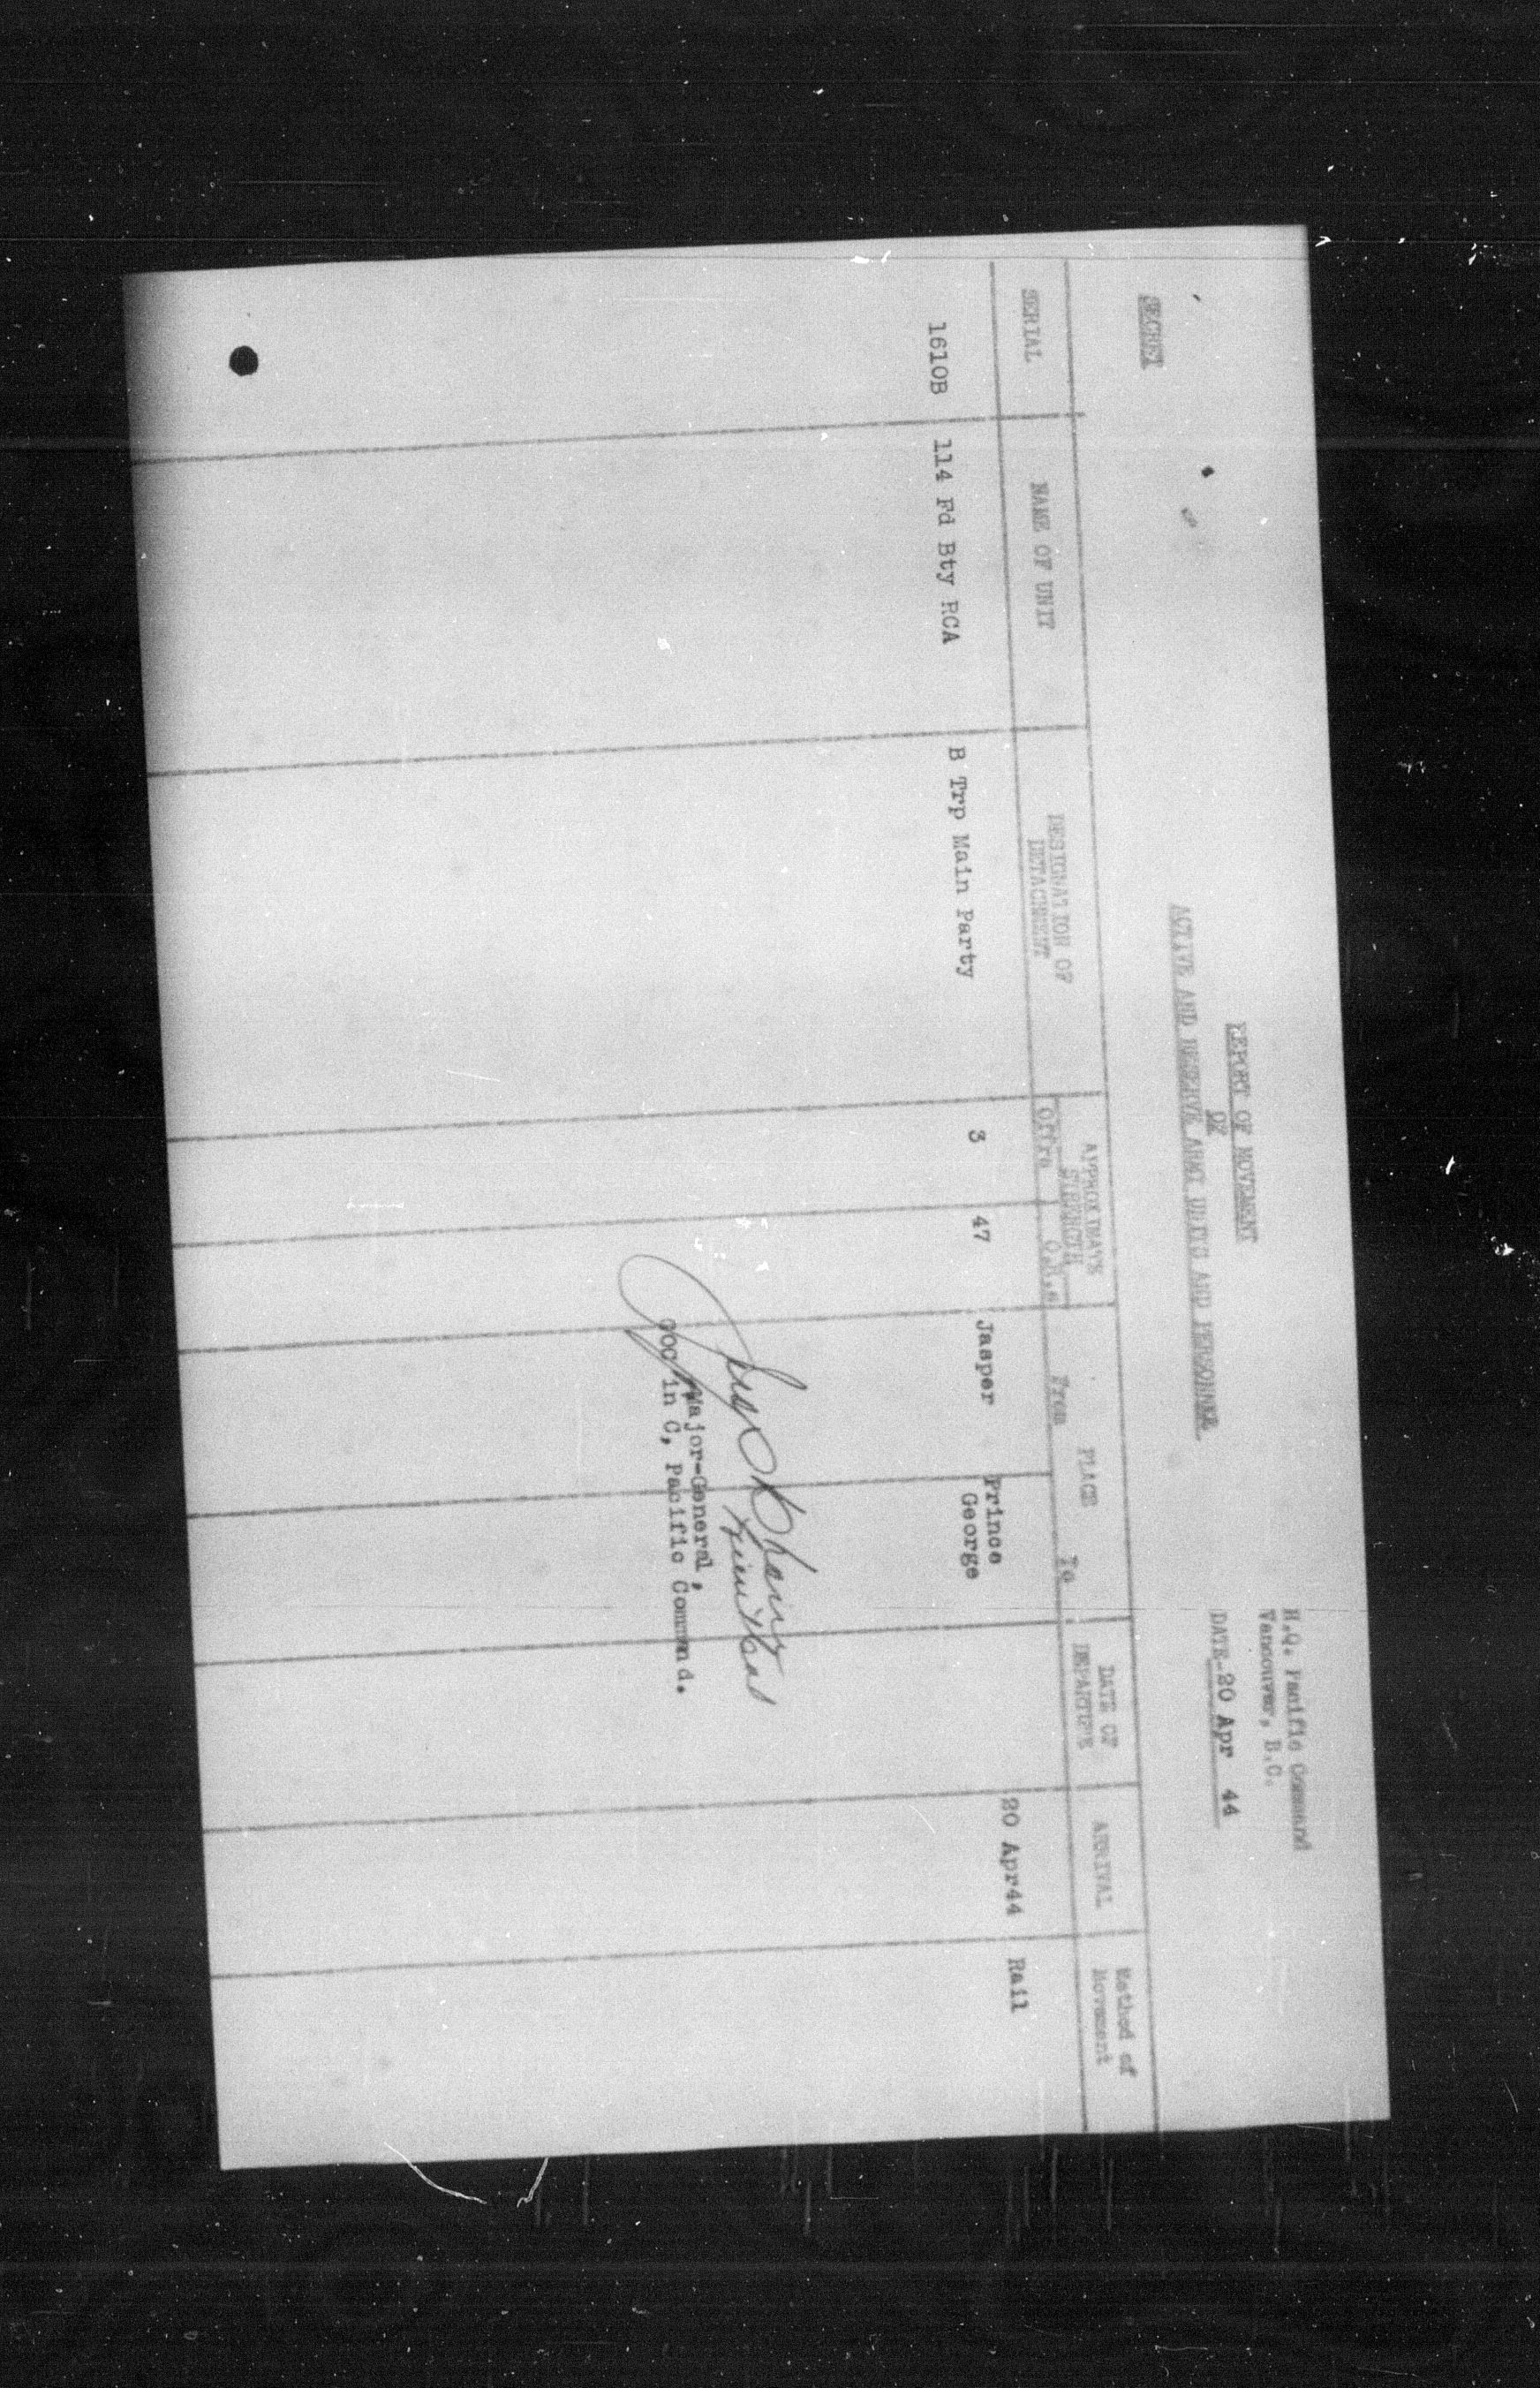 SECRET
H.Q. Pacific Command
Vancouver, B.C.
DATE- 20 Apr 44
REPORT OF MOVEMENT
OF
ACTIVE AND RESERVE ARMY UNITS AND PERSONNEL
SERIAL NAME OF UNIT DESIGNATION OF DETACHMENT APPROXIMATE STRENGTH Offrs O.R.s PLACE From To DATE OF DEPARTURE ARRIVAL Method of Movement
1610B 114 Fd Bty RCA B Trp Main Party 3 47 Jasper Prince George 20 Apr44 Rail
Major-General,
GOC in C, Pacific Command.